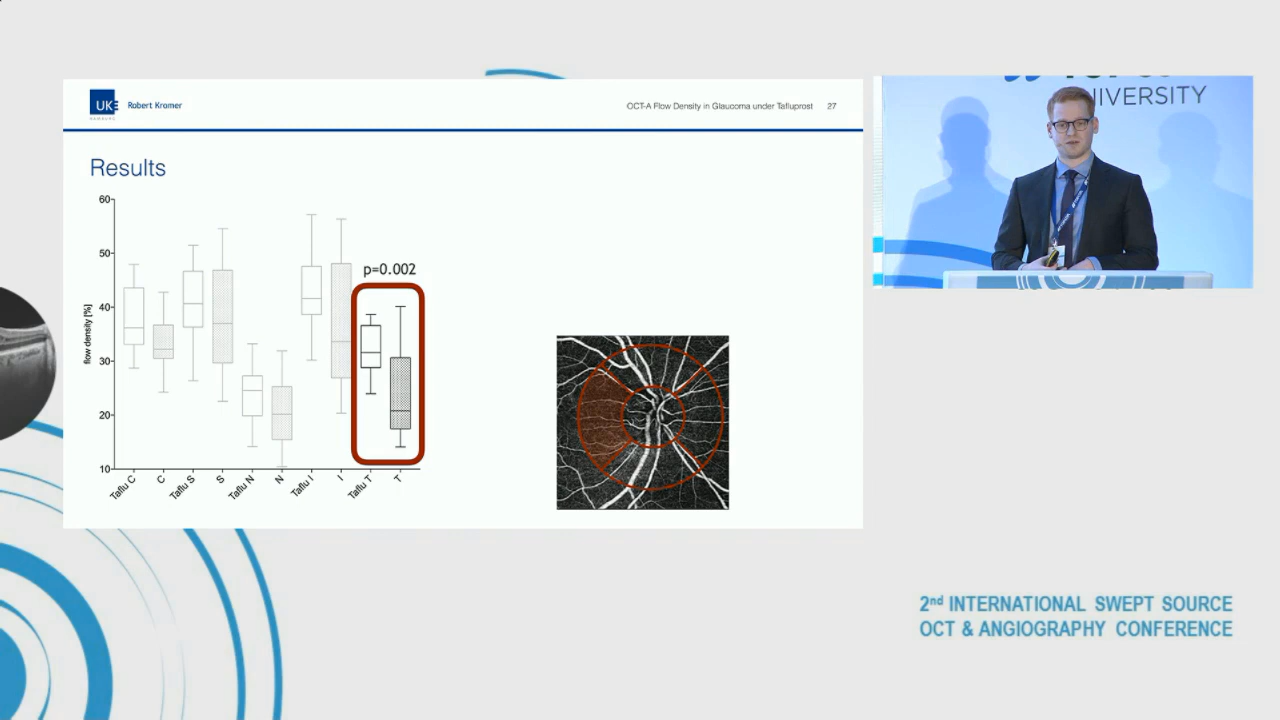 UKE
HAMBURG
Robert Kromer
OCT-A Flow Density in Glaucoma under Tafluprost 27
Results
flow density [%]
60
50
40
30
20
10
p=0.002
Taflu C
C
Taflu S
S
Taflu N
N
Taflu I
I
Taflu T
T
UNIVERSITY
2nd INTERNATIONAL SWEPT SOURCE
OCT & ANGIOGRAPHY CONFERENCE